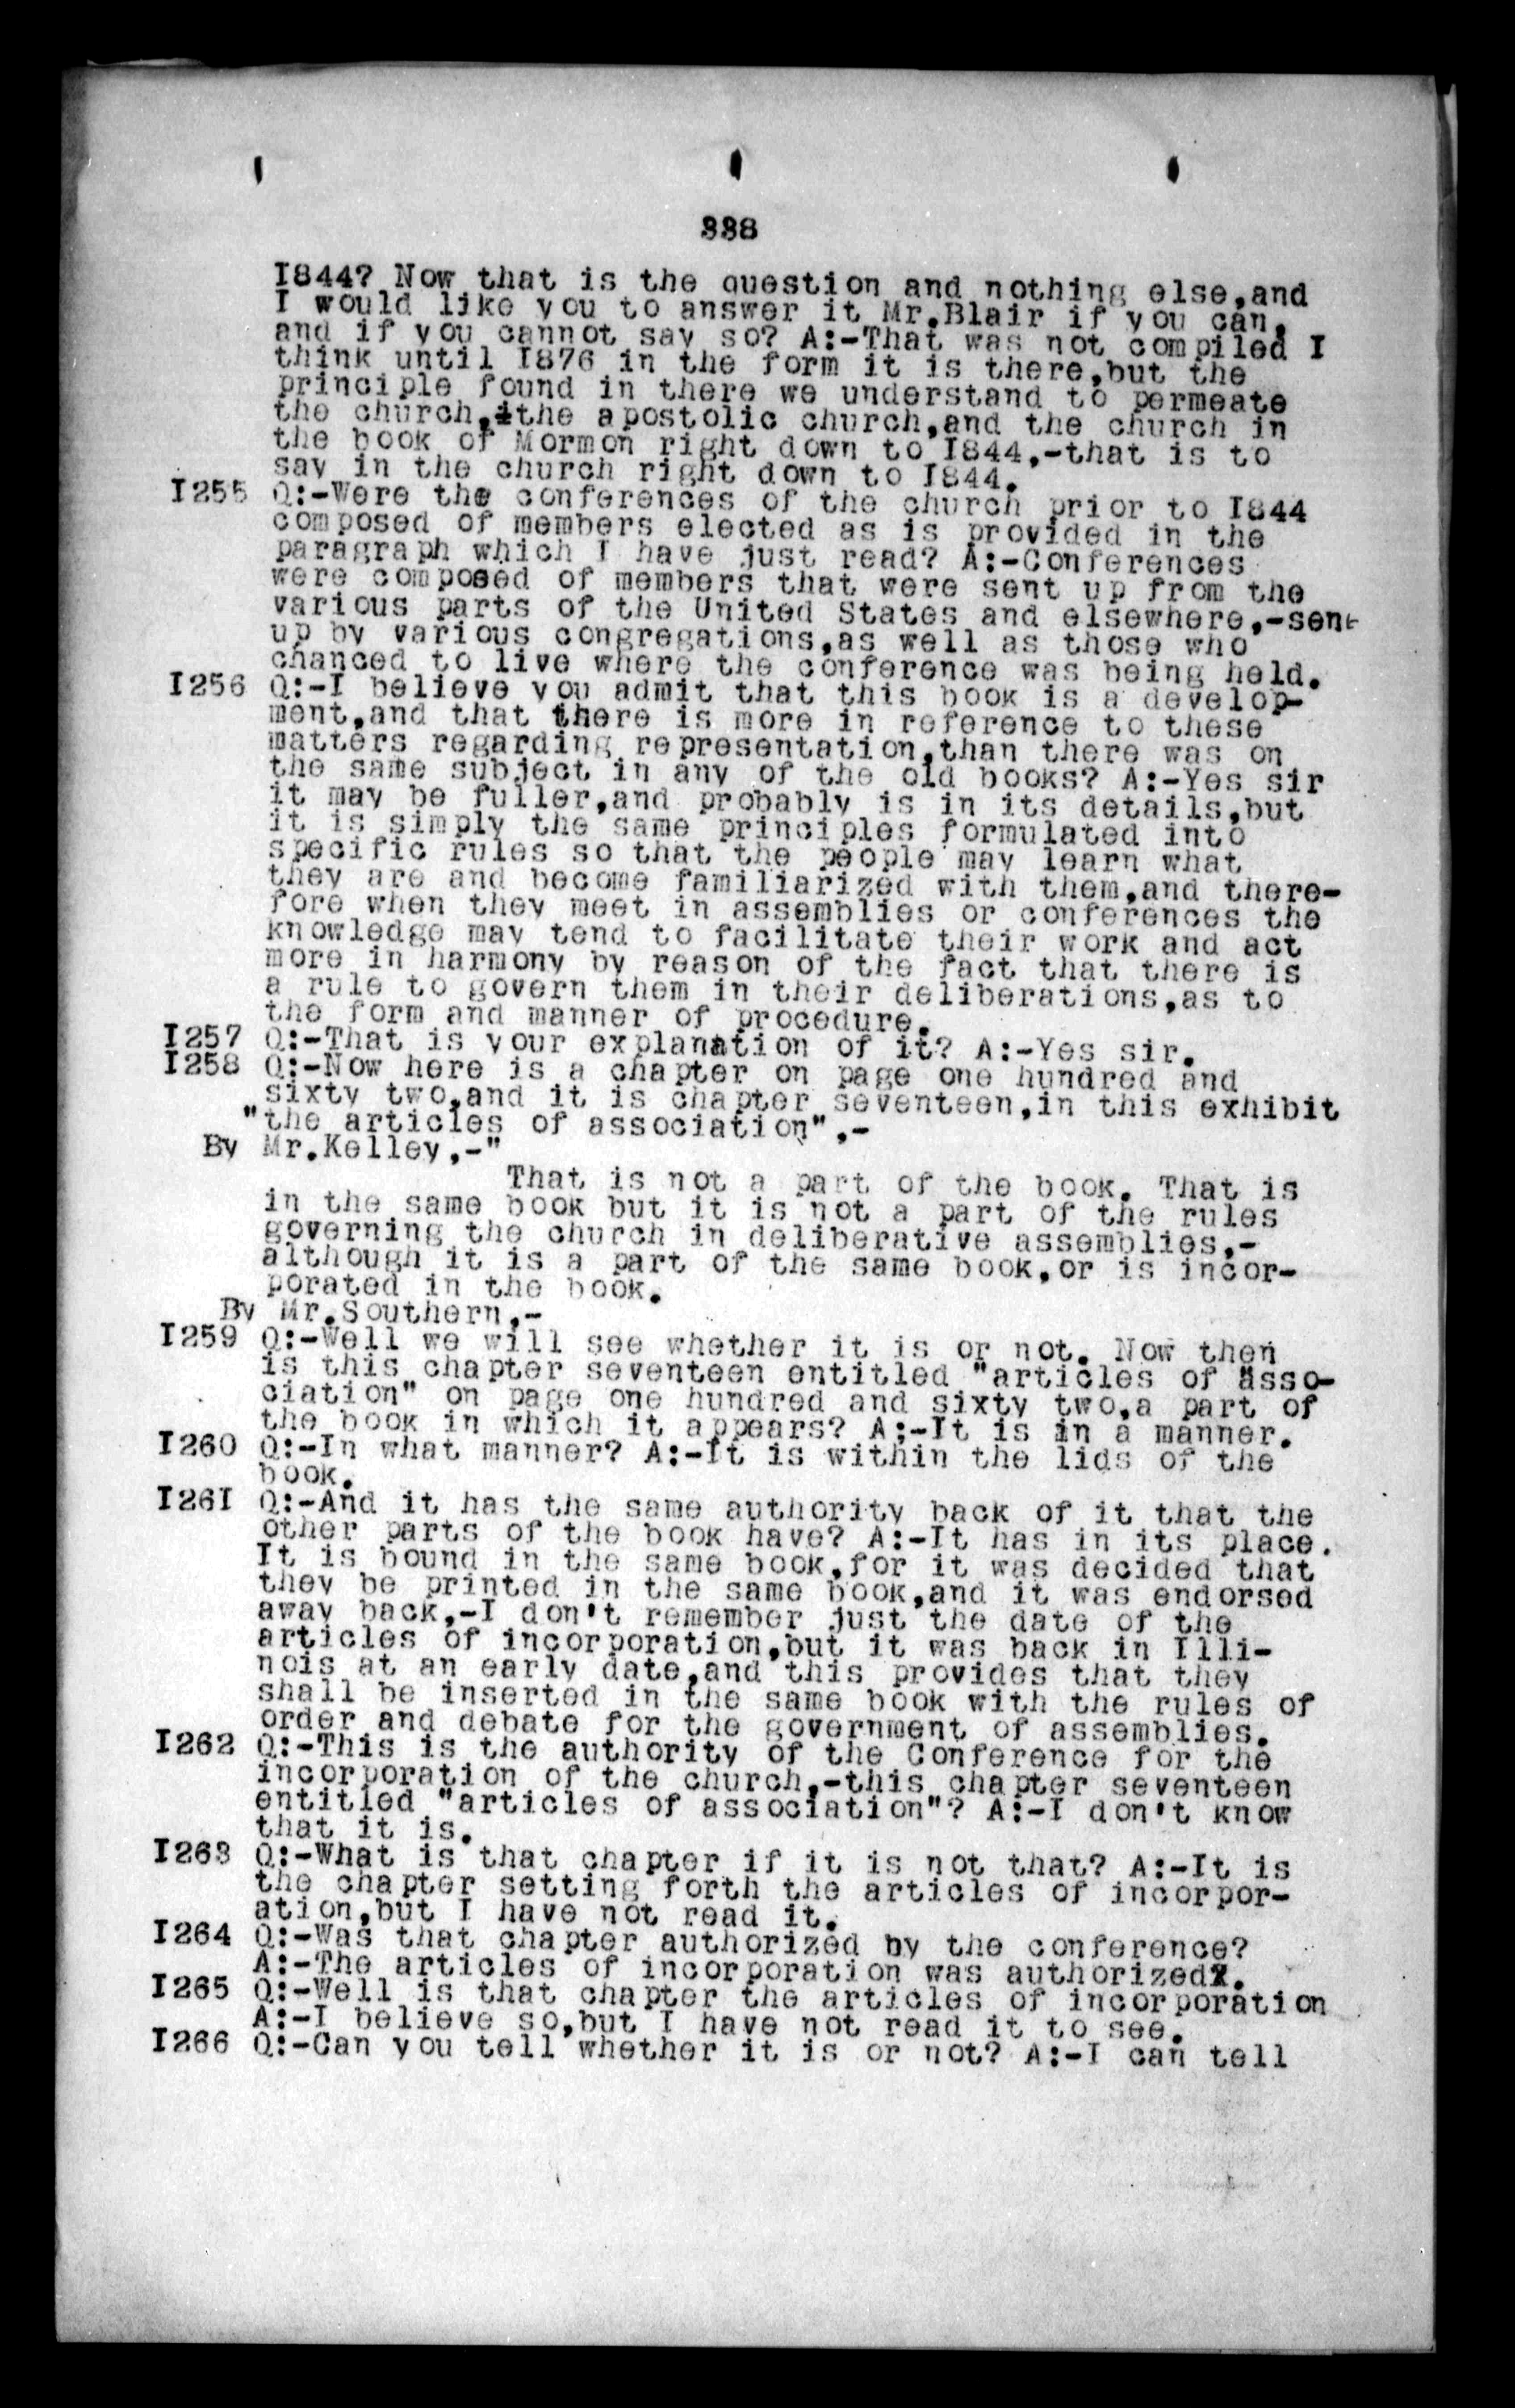 338
I844? Now that is the question and nothing else,and
I would like you to answer it Mr.Blair if you can,
and if you cannot say so? A:-That was not compiled I
think until I876 in the form it is there,but the
principle found in there we understand to permeate
the church,the apostolic church,and the church in
the book of Mormon right down to I844,-that is to
say in the church right down to I844.
I255 Q:-Were the conferences of the church prior to I844
composed of members elected as is provided in the
paragraph which I have just read? A:-Conferences
were composed of members that were sent up from the
various parts of the United States and elsewhere,-sent
up by various congregations,as well as those who
chanced to live where the conference was being held.
I256 Q:-I believe you admit that this book is a develop-
ment,and that there is more in reference to these
matters regarding representation,than there was on
the same subject in any of the old books? A:-Yes sir
it may be fuller,and probably is in its details,but
it is simply the same principles formulated into
specific rules so that the people may learn what
they are and become familiarized with them,and there-
fore when they meet in assemblies or conferences the
knowledge may tend to facilitate their work and act
more in harmony by reason of the fact that there is
a rule to govern them in their deliberations,as to
the form and manner of procedure.
I257 Q:-That is your explanation of it? A:-Yes sir.
I258 Q:-Now here is a chapter on page one hundred and
sixty two,and it is chapter seventeen,in this exhibit
"the articles of association",-
By Mr.Kelley,-"
That is not a part of the book. That is
in the same book but it is not a part of the rules
governing the church in deliberative assemblies,-
although it is a part of the same book,or is incor-
porated in the book.
By Mr.Southern,-
I259 Q:-Well we will see whether it is or not. Now then
is this chapter seventeen entitled "articles of asso-
ciation" on page one hundred and sixty two,a part of
the book in which it appears? A;-It is in a manner.
I260 Q:-In what manner? A:-It is within the lids of the
book.
I26I Q:-And it has the same authority back of it that the
other parts of the book have? A:-It has in its place.
It is bound in the same book,for it was decided that
they be printed in the same book,and it was endorsed
away back,-I don't remember just the date of the
articles of incorporation,but it was back in Illi-
nois at an early date,and this provides that they
shall be inserted in the same book with the rules of
order and debate for the government of assemblies.
I262 Q:-This is the authority of the Conference for the
incorporation of the church,-this chapter seventeen
entitled "articles of association"? A:-I don't know
that it is.
I263 Q:-What is that chapter if it is not that? A:-It is
the chapter setting forth the articles of incorpor-
ation,but I have not read it.
I264 Q:-Was that chapter authorized by the conference?
A:-The articles of incorporation was authorized.
I265 Q:-Well is that chapter the articles of incorporation
A:-I believe so,but I have not read it to see.
I266 Q:-Can you tell whether it is or not? A:-I can tell